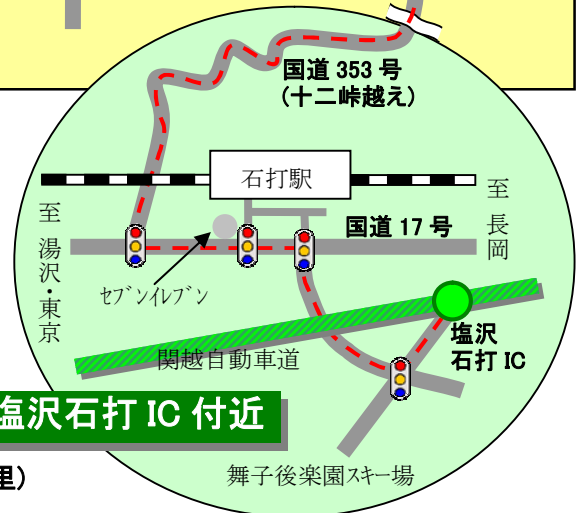 国道 353 号
(十二峠越え)
石打駅
至 長岡
国道 17 号
至 湯沢・東京
ｾﾌﾞﾝｲﾚﾌﾞﾝ
塩沢
石打 IC
関越自動車道
塩沢石打 IC 付近
里)
舞子後楽園ｽｷｰ場